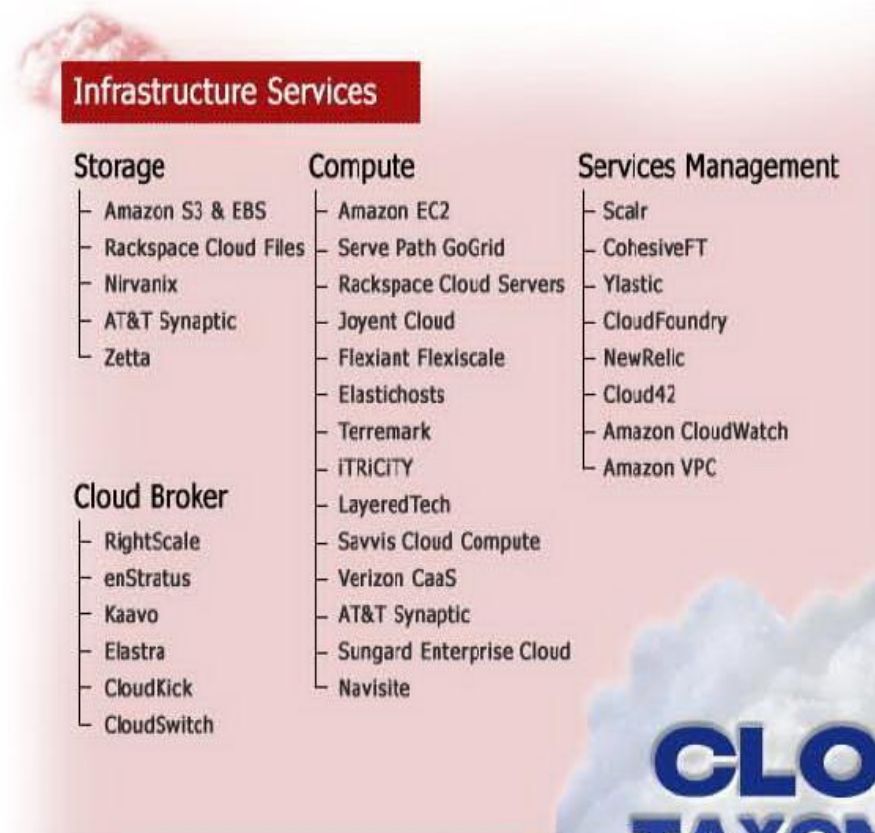 Infrastructure Services
Storage
Amazon S3 & EBS
Rackspace Cloud Files
Nirvanix
AT&T Synaptic
Zetta
Cloud Broker
RightScale
enStratus
Kaavo
Elastra
CloudKick
CloudSwitch
Compute
Amazon EC2
Serve Path GoGrid
Rackspace Cloud Servers
Joyent Cloud
Flexiant Flexiscale
Elastichosts
Terremark
iTRiCiTY
LayeredTech
Savvis Cloud Compute
Verizon CaaS
AT&T Synaptic
Sungard Enterprise Cloud
Navisite
Services Management
Scalr
CohesiveFT
Ylastic
CloudFoundry
NewRelic
Cloud42
Amazon CloudWatch
Amazon VPC
CLO